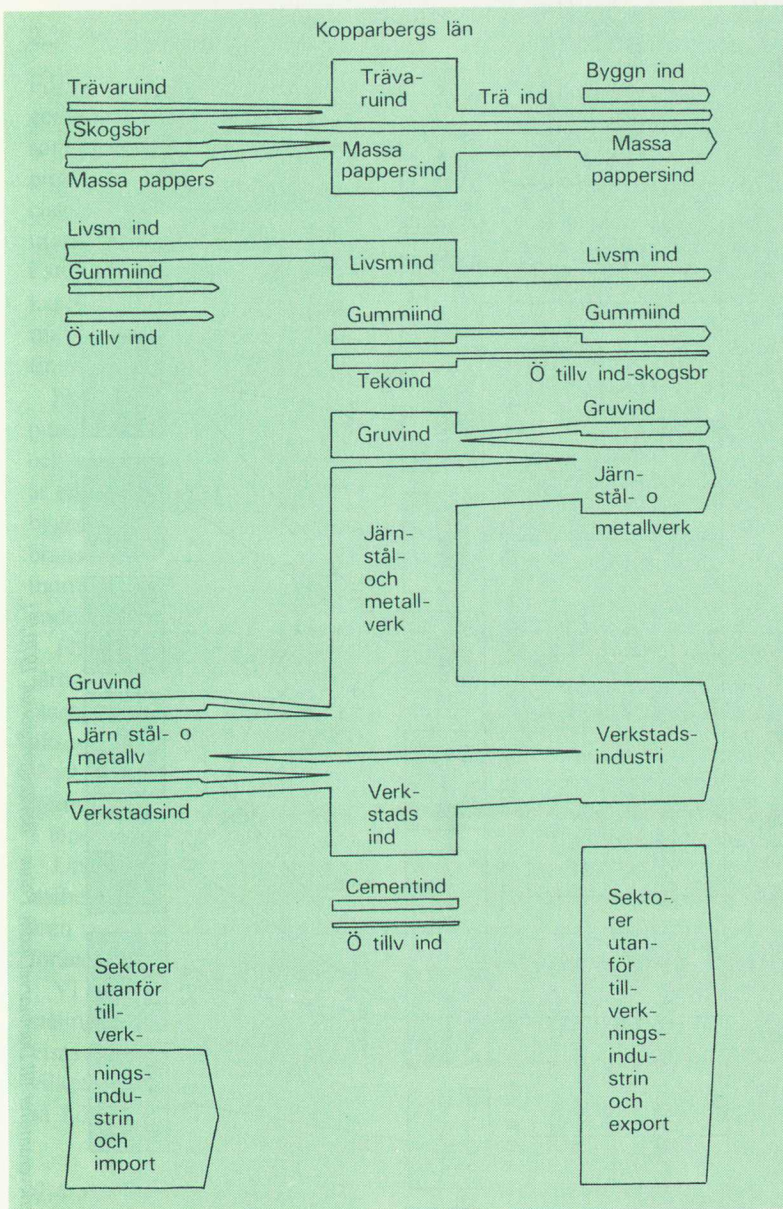 Kopparbergs län
Trävaruind
Skogsbr
Massa pappers
Träva-
ruind
Massa
pappersind
Trä ind
Byggn ind
Massa
pappersind
Livsm ind
Gummiind
Ö tillv ind
Livsmind
Livsm ind
Gummiind
Tekoind
Gummiind
Ö tillv ind-skogsbr
Gruvind
Gruvind
Järn-
stål- o
metallverk
Järn-
stål-
och
metall-
verk
Gruvind
Järn stål- o
metallv
Verkstadsind
Verk-
stads
ind
Verkstads-
industri
Cementind
Ö tillv ind
Sektorer
utanför
till-
verk-
nings-
indu-
strin
och
import
Sekto-
rer
utan-
för
till-
verk-
nings-
indu-
strin
och
export